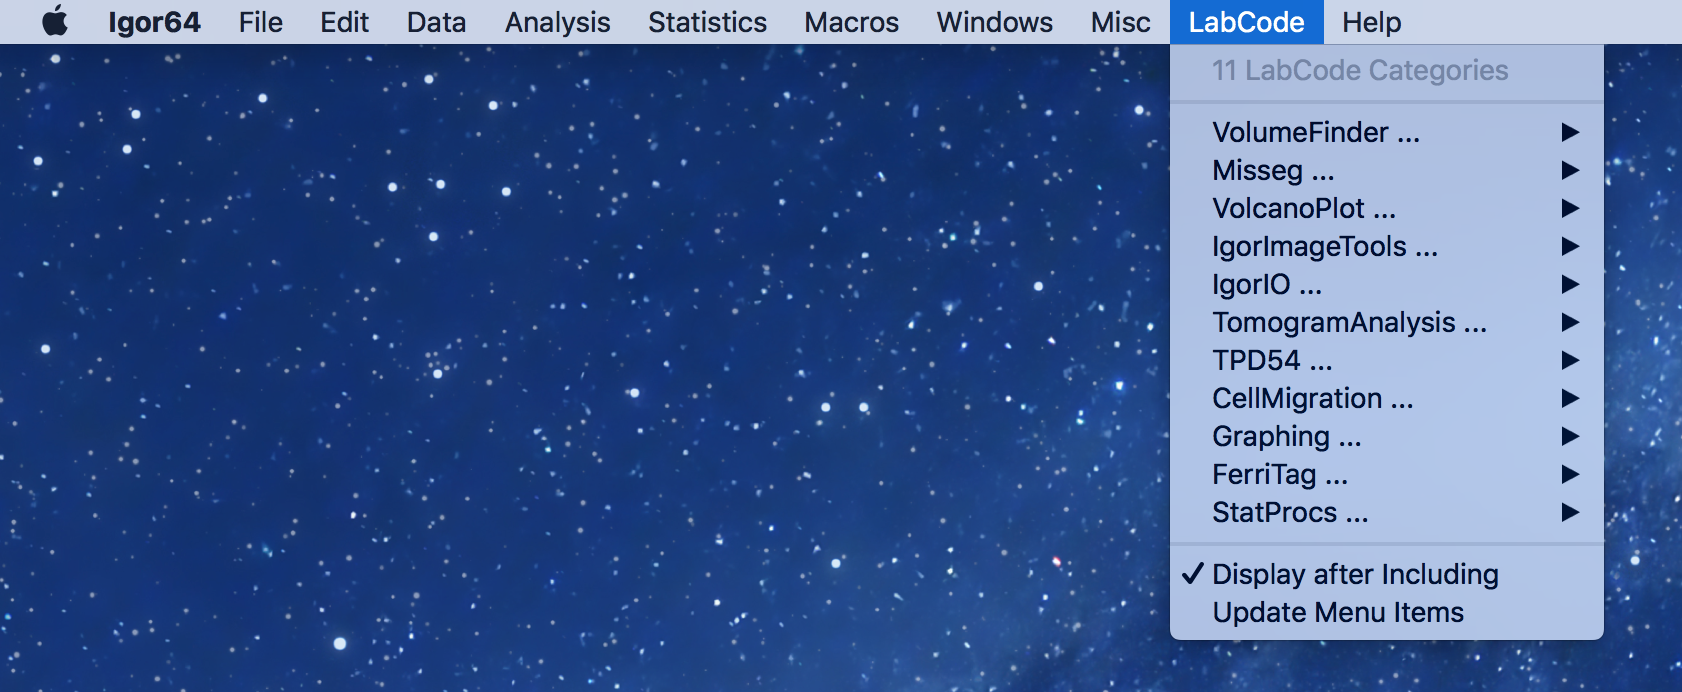 Igor64 File Edit Data Analysis Statistics Macros Windows Misc LabCode Help
11 LabCode Categories
VolumeFinder ...
Misseg ...
VolcanoPlot ...
IgorImageTools ...
IgorIO ...
TomogramAnalysis ...
TPD54 ...
CellMigration ...
Graphing ...
FerriTag ...
StatProcs ...
Display after Including
Update Menu Items